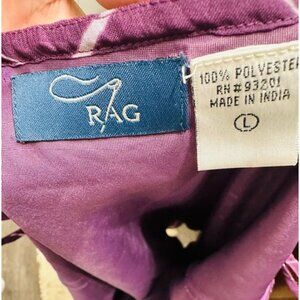 RAG
100% POLYESTER
RN# 93201
MADE IN INDIA
L